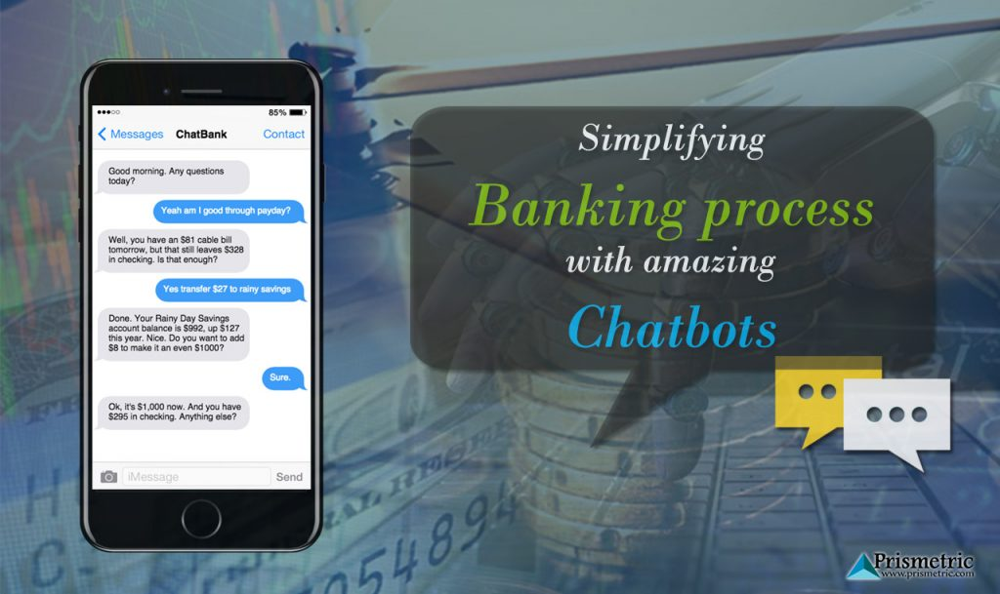 85%
Messages
ChatBank
Contact
Good morning. Any questions
today?
Yeah am I good through payday?
Well, you have an $81 cable bill
tomorrow, but that still leaves $328
in checking. Is that enough?
Yes transfer $27 to rainy savings
Done. Your Rainy Day Savings
account balance is $992, up $127
this year. Nice. Do you want to add
$8 to make it an even $1000?
Sure.
Ok, it's $1,000 now. And you have
$295 in checking. Anything else?
iMessage
Send
Simplifying
Banking process
with amazing
Chatbots
Prismetric
www.prismetric.com